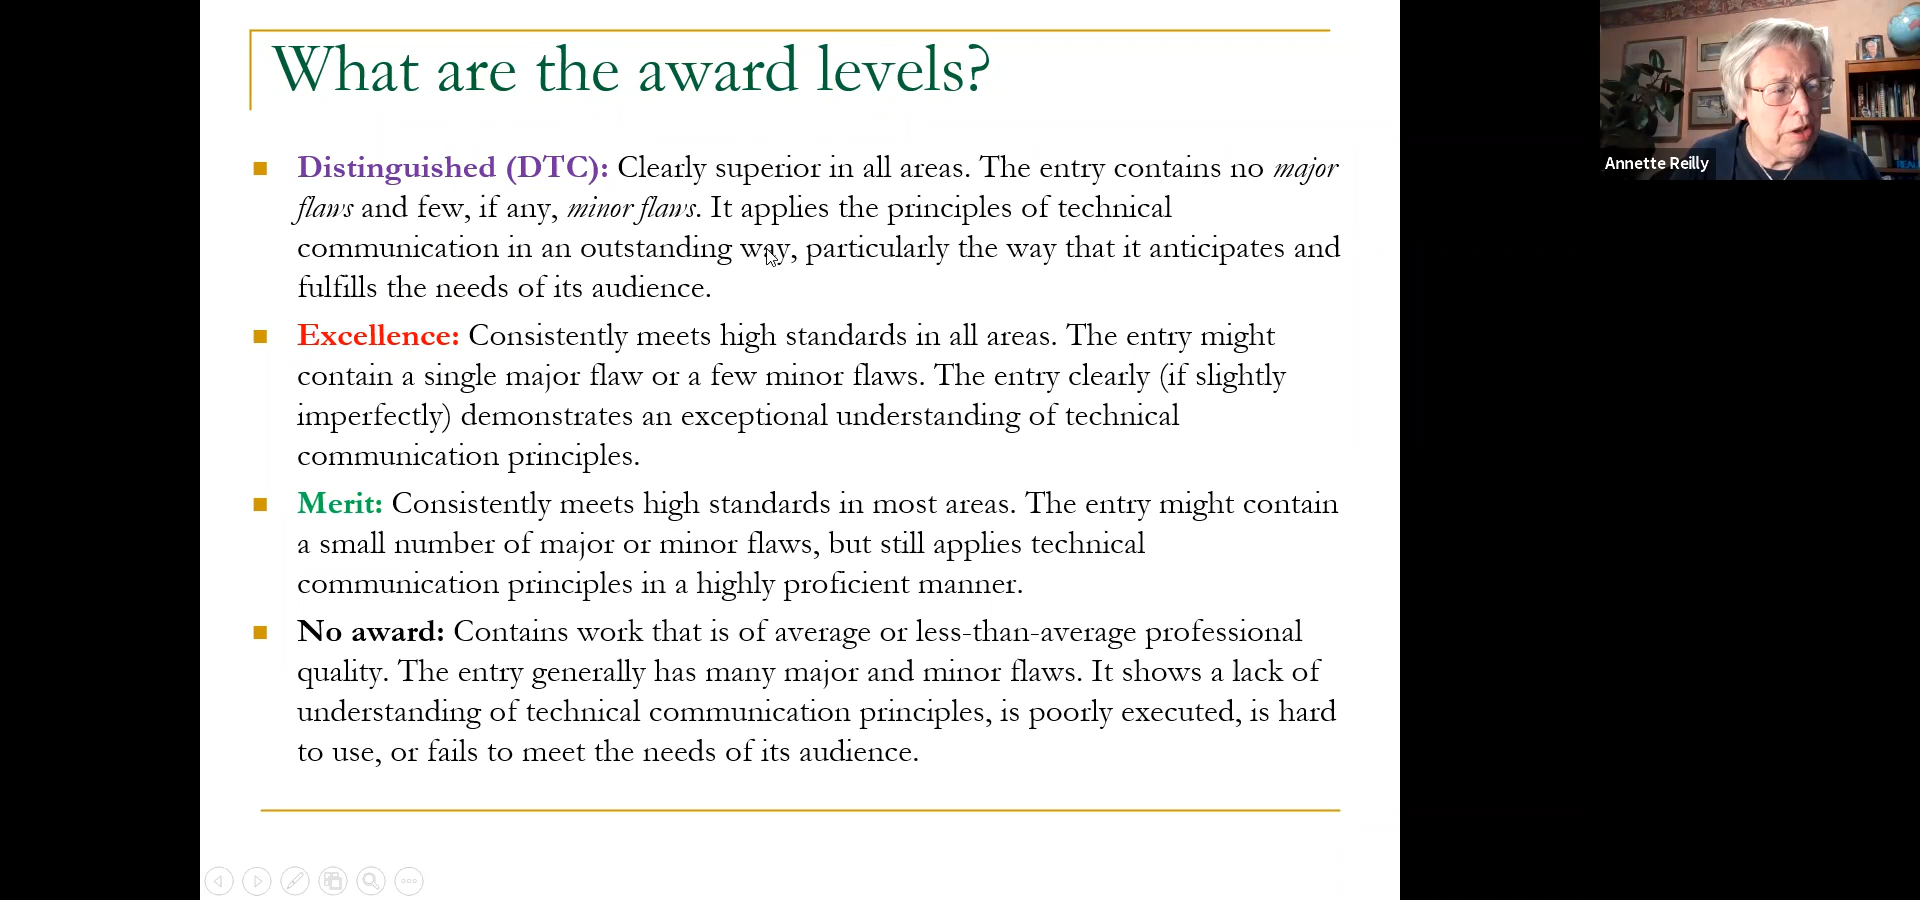 What are the award levels?
Distinguished (DTC): Clearly superior in all areas. The entry contains no major
flaws and few, if any, minor flaws. It applies the principles of technical
communication in an outstanding way, particularly the way that it anticipates and
fulfills the needs of its audience.
Excellence: Consistently meets high standards in all areas. The entry might
contain a single major flaw or a few minor flaws. The entry clearly (if slightly
imperfectly) demonstrates an exceptional understanding of technical
communication principles.
Merit: Consistently meets high standards in most areas. The entry might contain
a small number of major or minor flaws, but still applies technical
communication principles in a highly proficient manner.
No award: Contains work that is of average or less-than-average professional
quality. The entry generally has many major and minor flaws. It shows a lack of
understanding of technical communication principles, is poorly executed, is hard
to use, or fails to meet the needs of its audience.
Annette Reilly